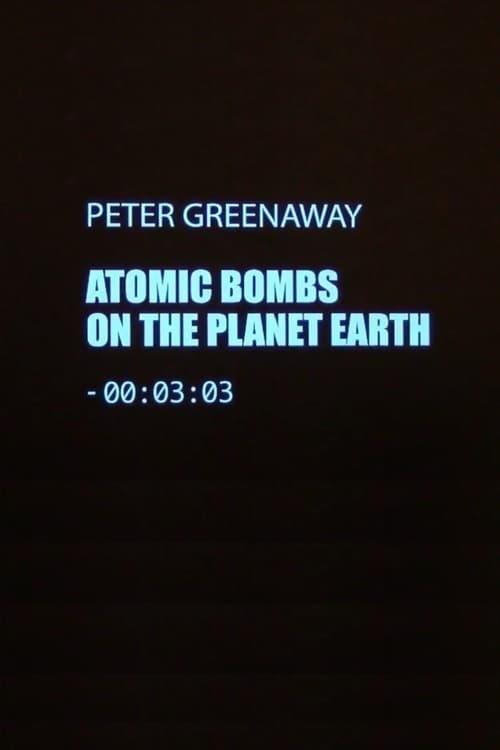 PETER GREENAWAY
ATOMIC BOMBS
ON THE PLANET EARTH
- 00:03:03